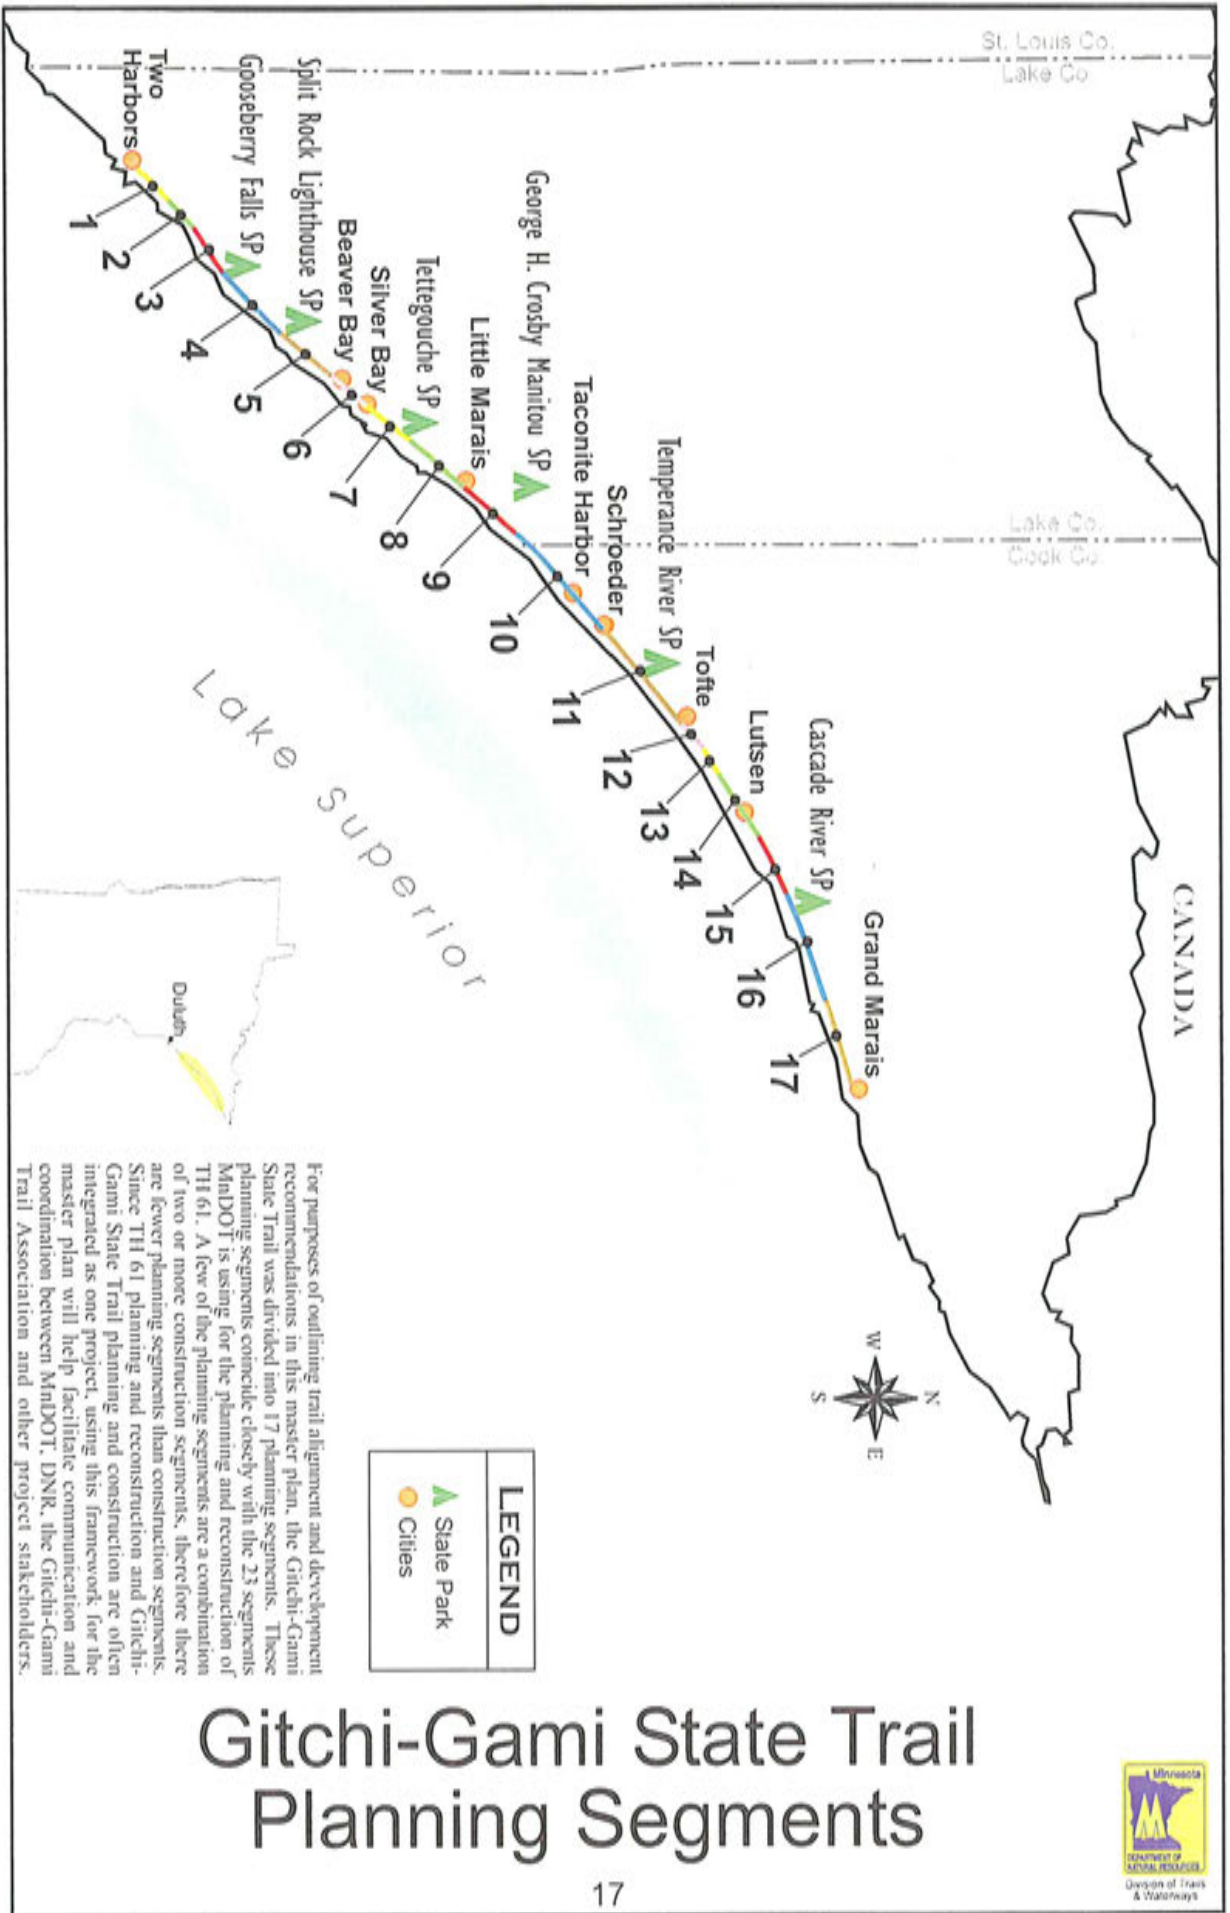 St. Louis Co.
Lake Co.
Lake Co.
Cook Co.
CANADA
Two
Harbors
Gooseberry Falls SP
Split Rock Lighthouse SP
Beaver Bay
Silver Bay
Tettegouche SP
Little Marais
George H. Crosby Manitou SP
Taconite Harbor
Schroeder
Temperance River SP
Tofte
Lutsen
Cascade River SP
Grand Marais
1
2
3
4
5
6
7
8
9
10
11
12
13
14
15
16
17
Lake Superior
Duluth
N
W
E
S
LEGEND
State Park
Cities
For purposes of outlining trail alignment and development
recommendations in this master plan, the Gitchi-Gami
State Trail was divided into 17 planning segments. These
planning segments coincide closely with the 23 segments
MnDOT is using for the planning and reconstruction of
TH 61. A few of the planning segments are a combination
of two or more construction segments, therefore there
are fewer planning segments than construction segments.
Since TH 61 planning and reconstruction and Gitchi-
Gami State Trail planning and construction are often
integrated as one project, using this framework for the
master plan will help facilitate communication and
coordination between MnDOT, DNR, the Gitchi-Gami
Trail Association and other project stakeholders.
Gitchi-Gami State Trail
Planning Segments
17
Minnesota
DEPARTMENT OF
NATURAL RESOURCES
Division of Trails
& Waterways